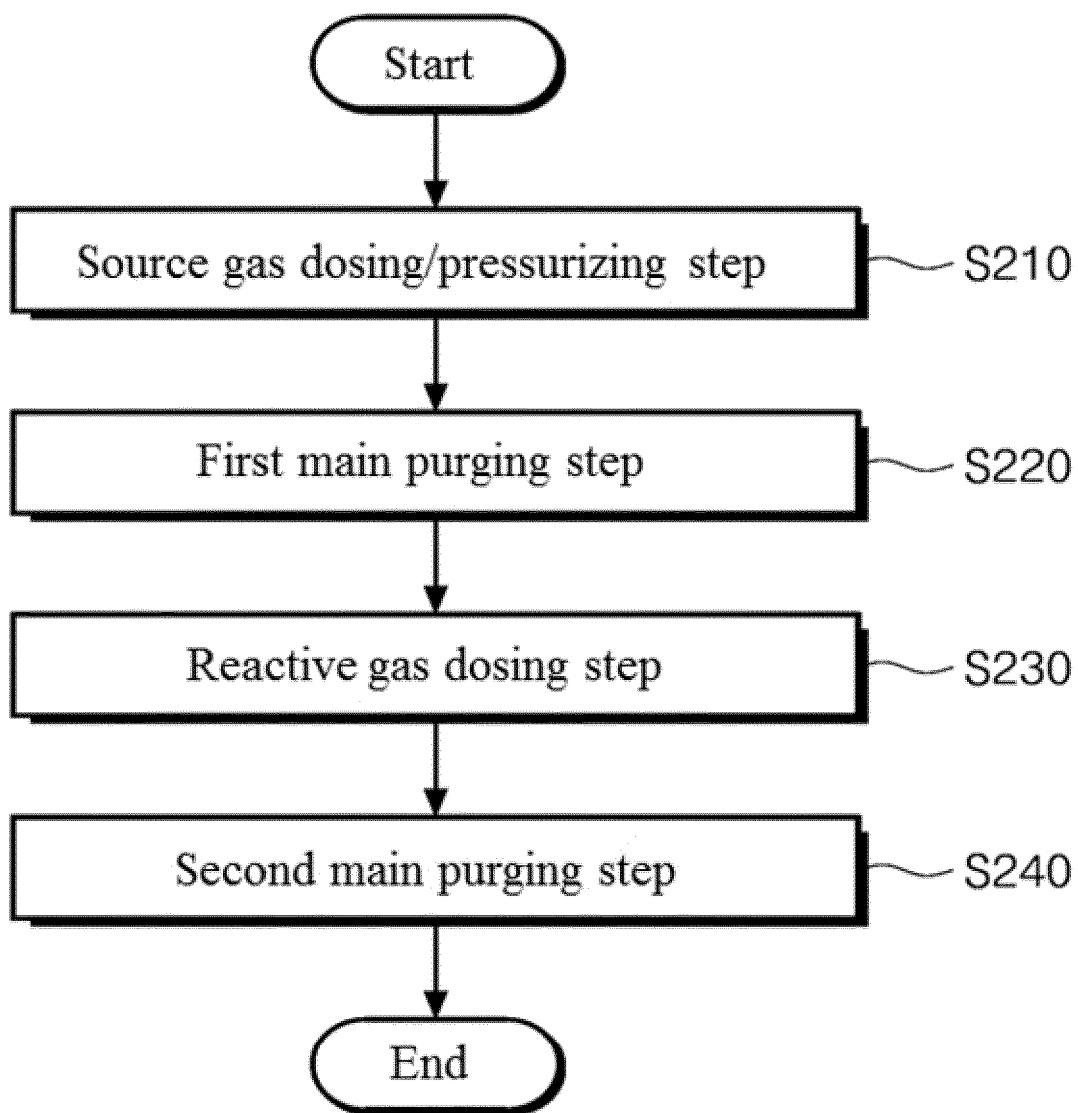 Start
Source gas dosing/pressurizing step
S210
First main purging step
S220
Reactive gas dosing step
S230
Second main purging step
S240
End